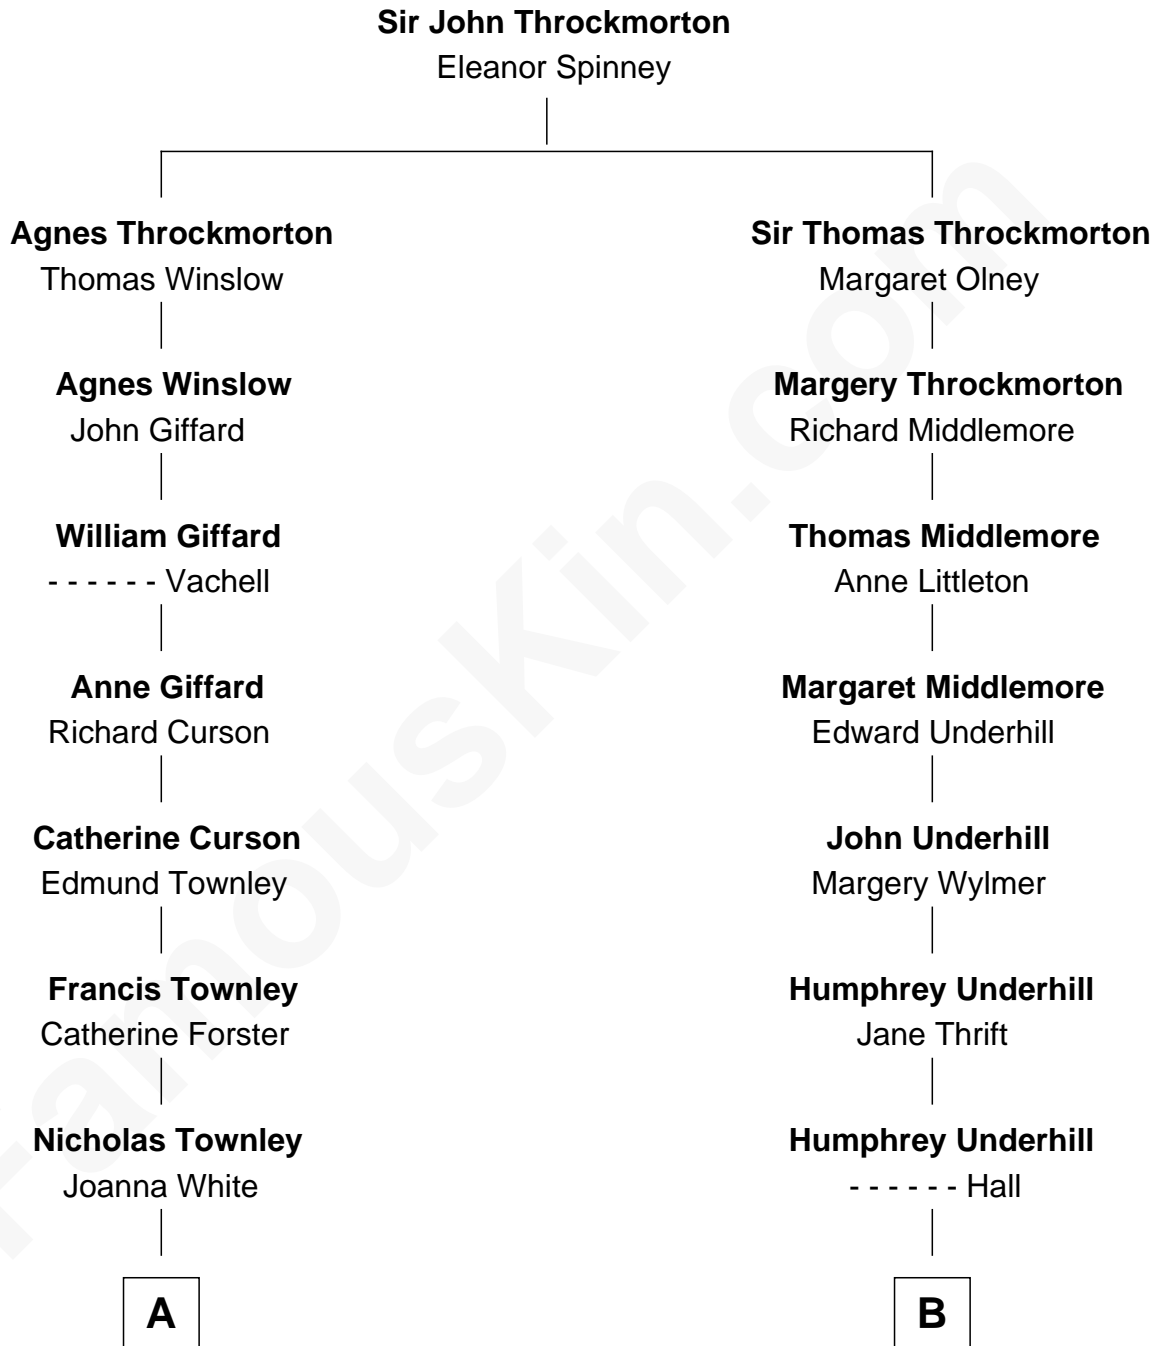 Sir John Throckmorton
Eleanor Spinney
Agnes Throckmorton
Thomas Winslow
Sir Thomas Throckmorton
Margaret Olney
Agnes Winslow
John Giffard
Margery Throckmorton
Richard Middlemore
William Giffard
- - - - - - Vachell
Thomas Middlemore
Anne Littleton
Anne Giffard
Richard Curson
Margaret Middlemore
Edward Underhill
Catherine Curson
Edmund Townley
John Underhill
Margery Wylmer
Francis Townley
Catherine Forster
Humphrey Underhill
Jane Thrift
Nicholas Townley
Joanna White
Humphrey Underhill
- - - - - - Hall
A
B
FamousKin.com